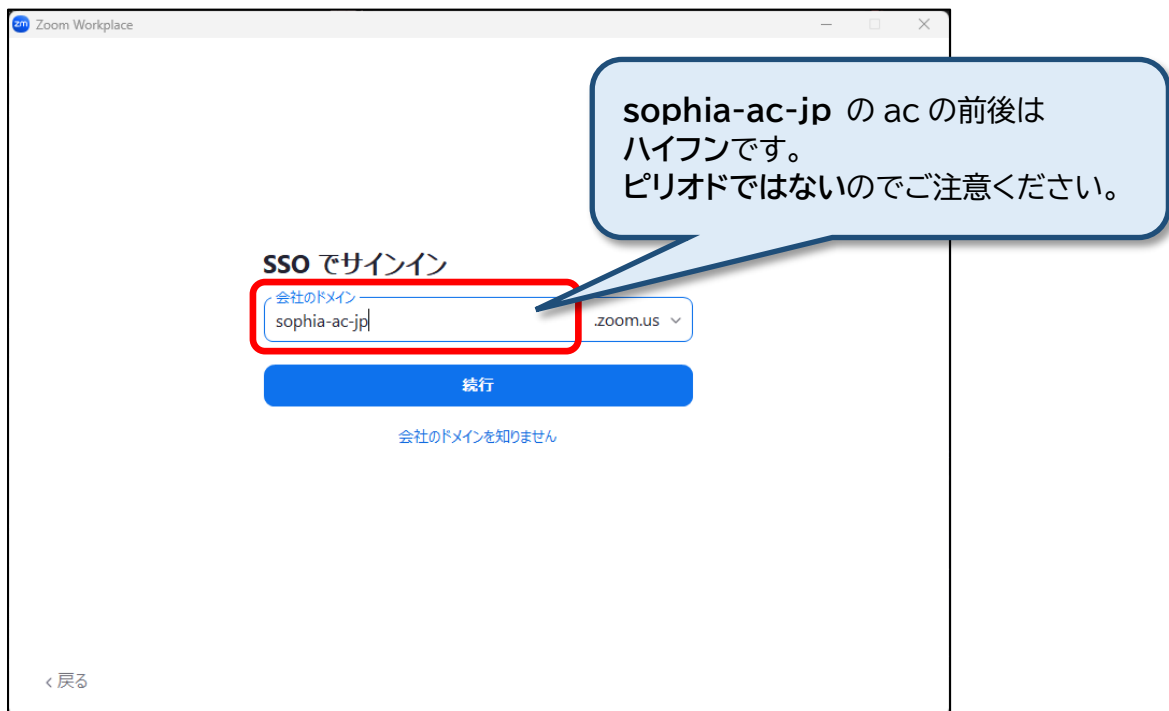 zm Zoom Workplace
sophia-ac-jp の ac の前後は
ハイフンです。
ピリオドではないのでご注意ください。
SSO でサインイン
会社のドメイン
sophia-ac-jp .zoom.us
続行
会社のドメインを知りません
戻る